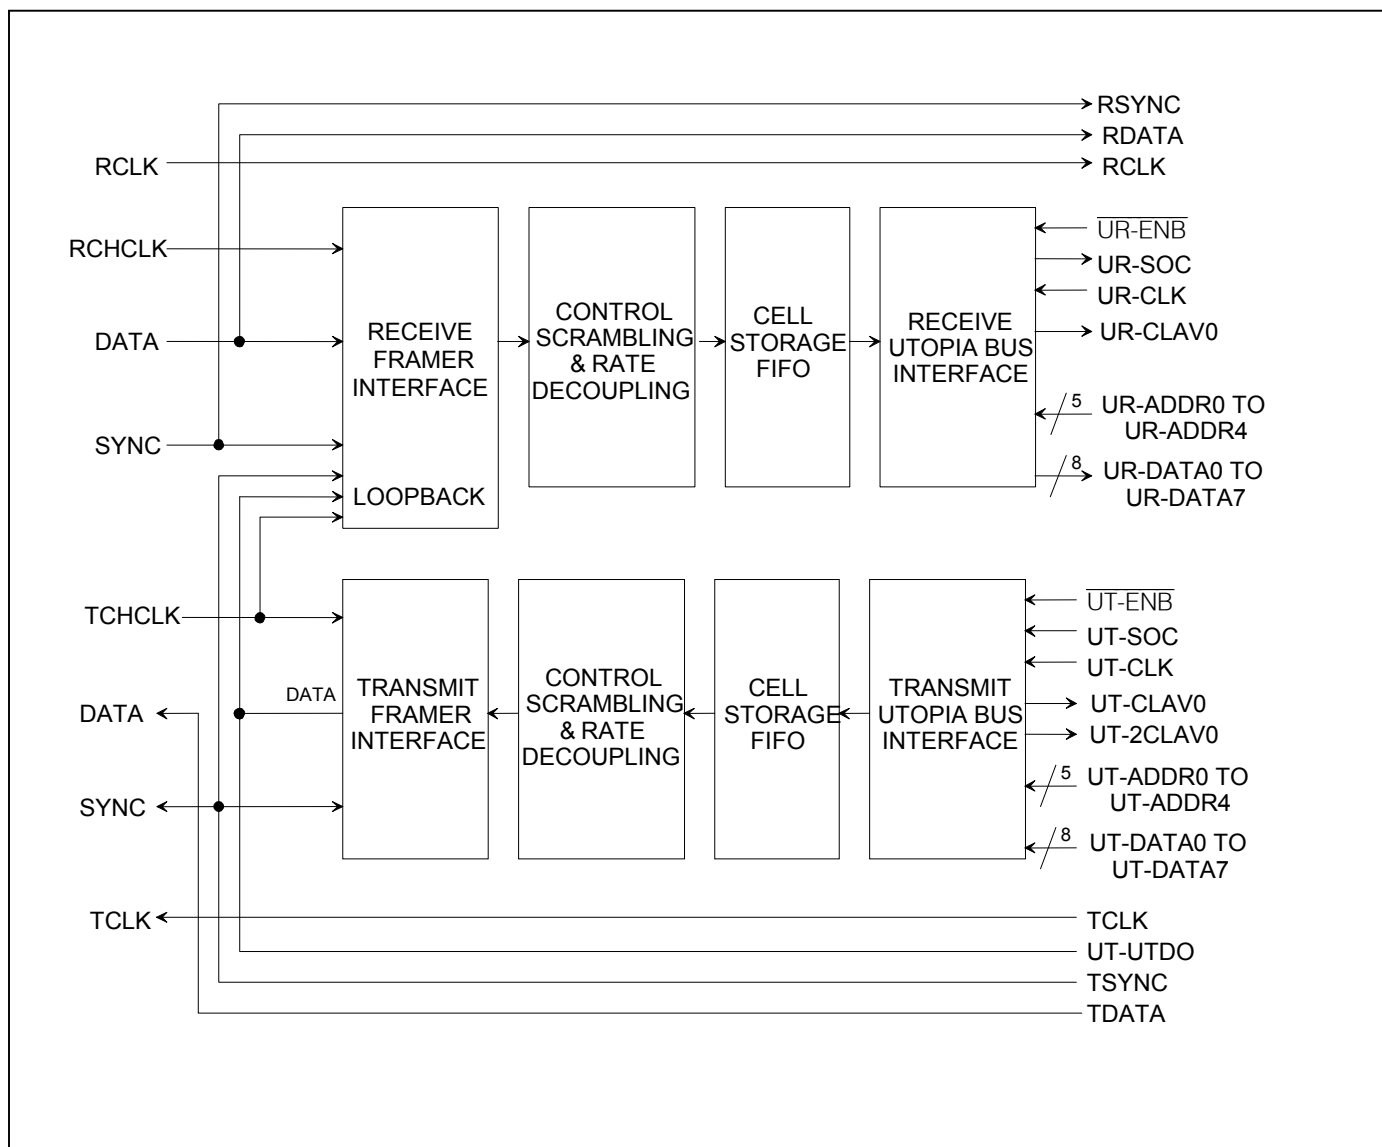 RSYNC
RDATA
RCLK
RCLK
RCHCLK
DATA
SYNC
RECEIVE
FRAMER
INTERFACE
LOOPBACK
CONTROL
SCRAMBLING
& RATE
DECOUPLING
CELL
STORAGE
FIFO
RECEIVE
UTOPIA BUS
INTERFACE
UR-ENB
UR-SOC
UR-CLK
UR-CLAV0
5
UR-ADDR0 TO
UR-ADDR4
8
UR-DATA0 TO
UR-DATA7
TCHCLK
DATA
SYNC
DATA
TRANSMIT
FRAMER
INTERFACE
CONTROL
SCRAMBLING
& RATE
DECOUPLING
CELL
STORAGE
FIFO
TRANSMIT
UTOPIA BUS
INTERFACE
UT-ENB
UT-SOC
UT-CLK
UT-CLAV0
UT-2CLAV0
5
UT-ADDR0 TO
UT-ADDR4
8
UT-DATA0 TO
UT-DATA7
TCLK
TCLK
UT-UTDO
TSYNC
TDATA